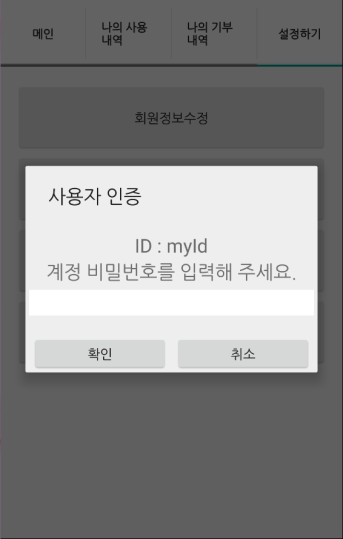 메인
나의 사용
내역
나의 기부
내역
설정하기
회원정보수정
사용자 인증
ID : myId
계정 비밀번호를 입력해 주세요.
확인
취소